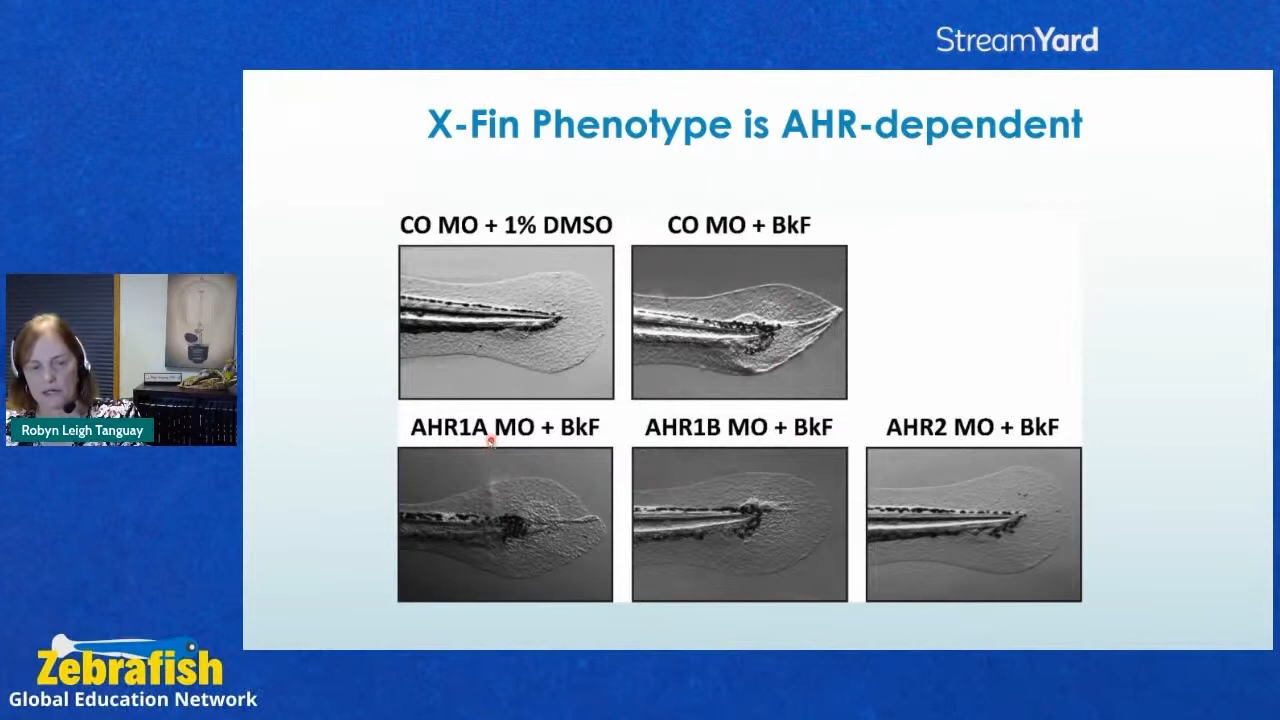 StreamYard
X-Fin Phenotype is AHR-dependent
CO MO + 1% DMSO
CO MO + BkF
AHR1A MO + BkF
AHR1B MO + BkF
AHR2 MO + BkF
Robyn Leigh Tanguay
Zebrafish
Global Education Network